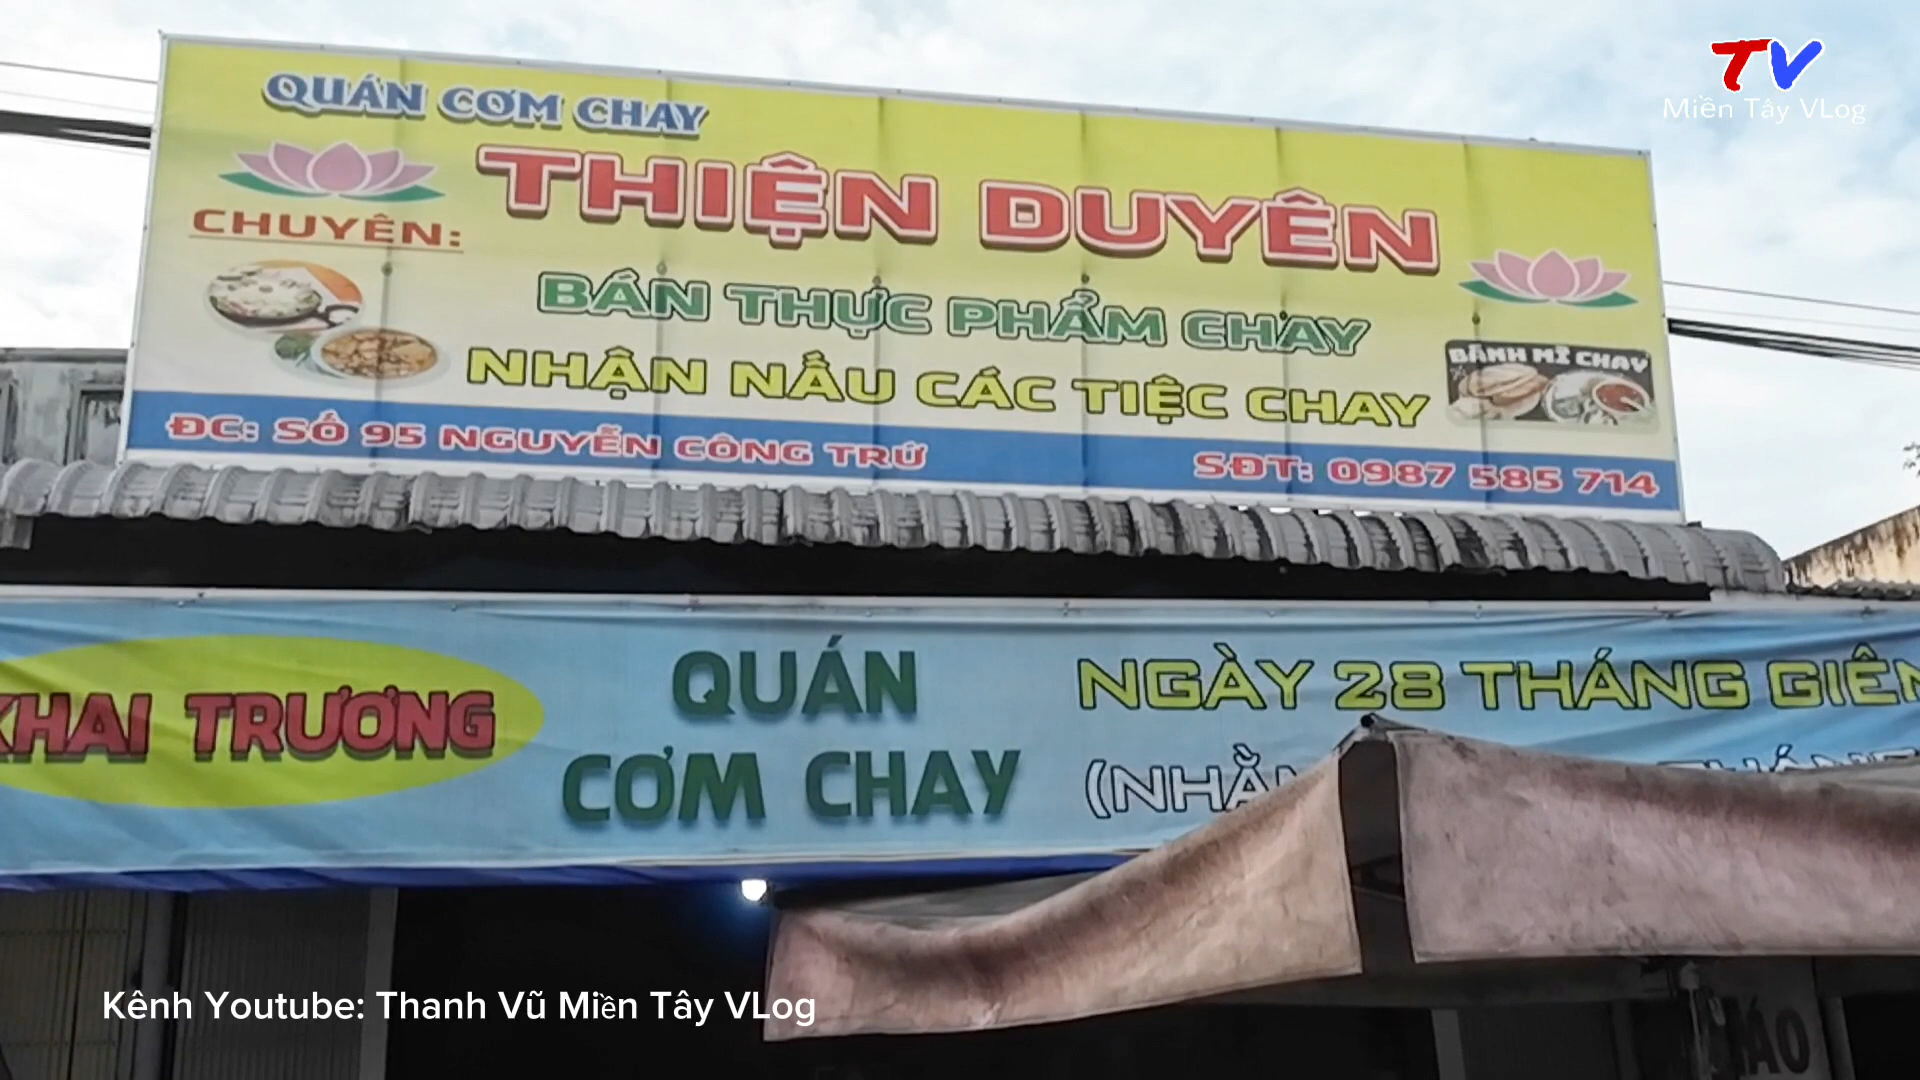 TV
Miền Tây VLog
QUÁN CƠM CHAY
THIỆN DUYÊN
CHUYÊN:
BÁN THỰC PHẨM CHAY
NHẬN NẤU CÁC TIỆC CHAY
BÁNH MÌ CHAY
ĐC: SỐ 95 NGUYỄN CÔNG TRỨ
SĐT: 0987 585 714
KHAI TRƯƠNG
QUÁN
CƠM CHAY
NGÀY 28 THÁNG GIÊN
(NHẰN
Kênh Youtube: Thanh Vũ Miền Tây VLog